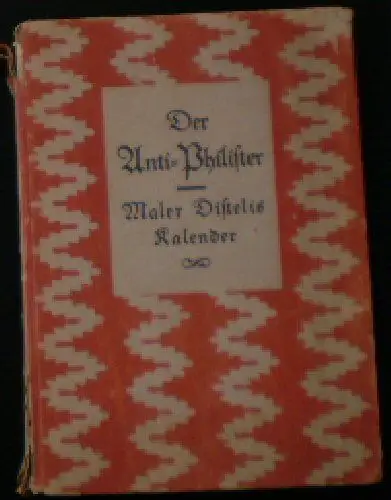 Der
Anti-Philister
Maler Distelis
Kalender